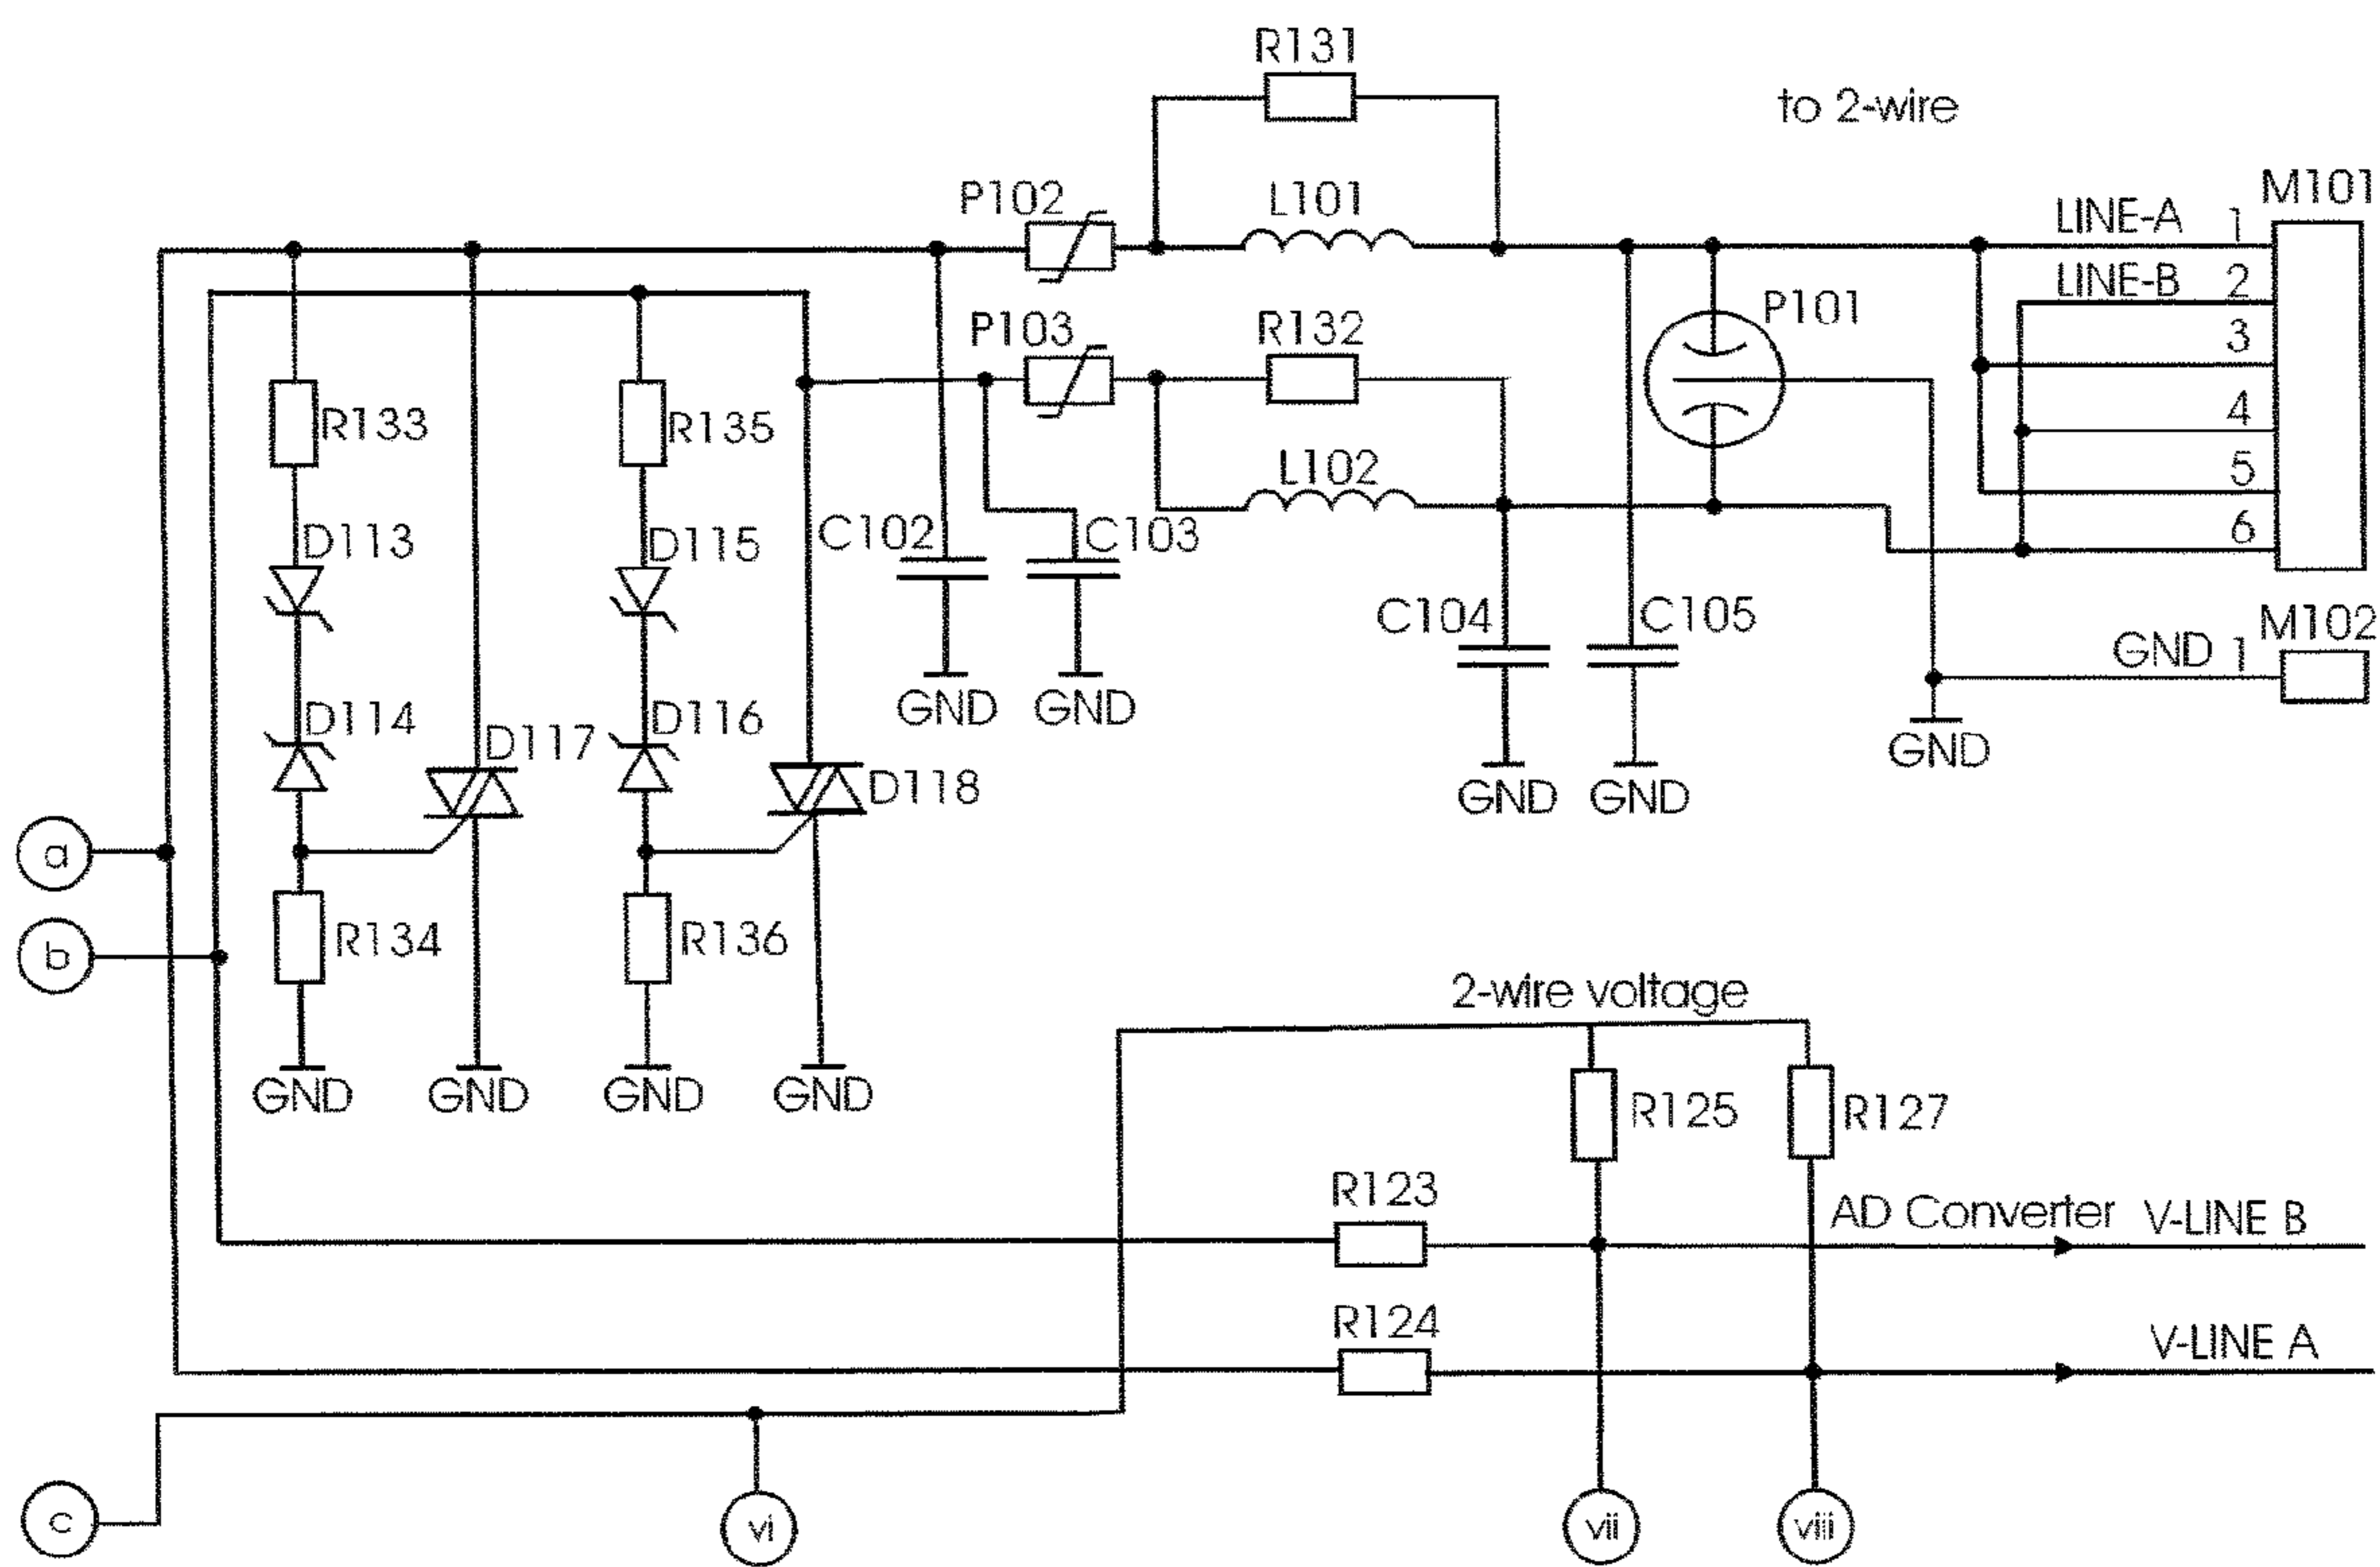 R131
to 2-wire
P102
L101
M101
LINE-A 1
LINE-B 2
P101
P103
R132
3
R133
R135
4
L102
5
D113
D115
C102
C103
6
C104
C105
M102
GND 1
D114
D116
D117
GND
GND
D118
GND
GND
GND
a
R134
R136
b
2-wire voltage
GND
GND
GND
GND
R125
R127
R123
AD Converter
V-LINE B
R124
V-LINE A
c
vi
vii
viii